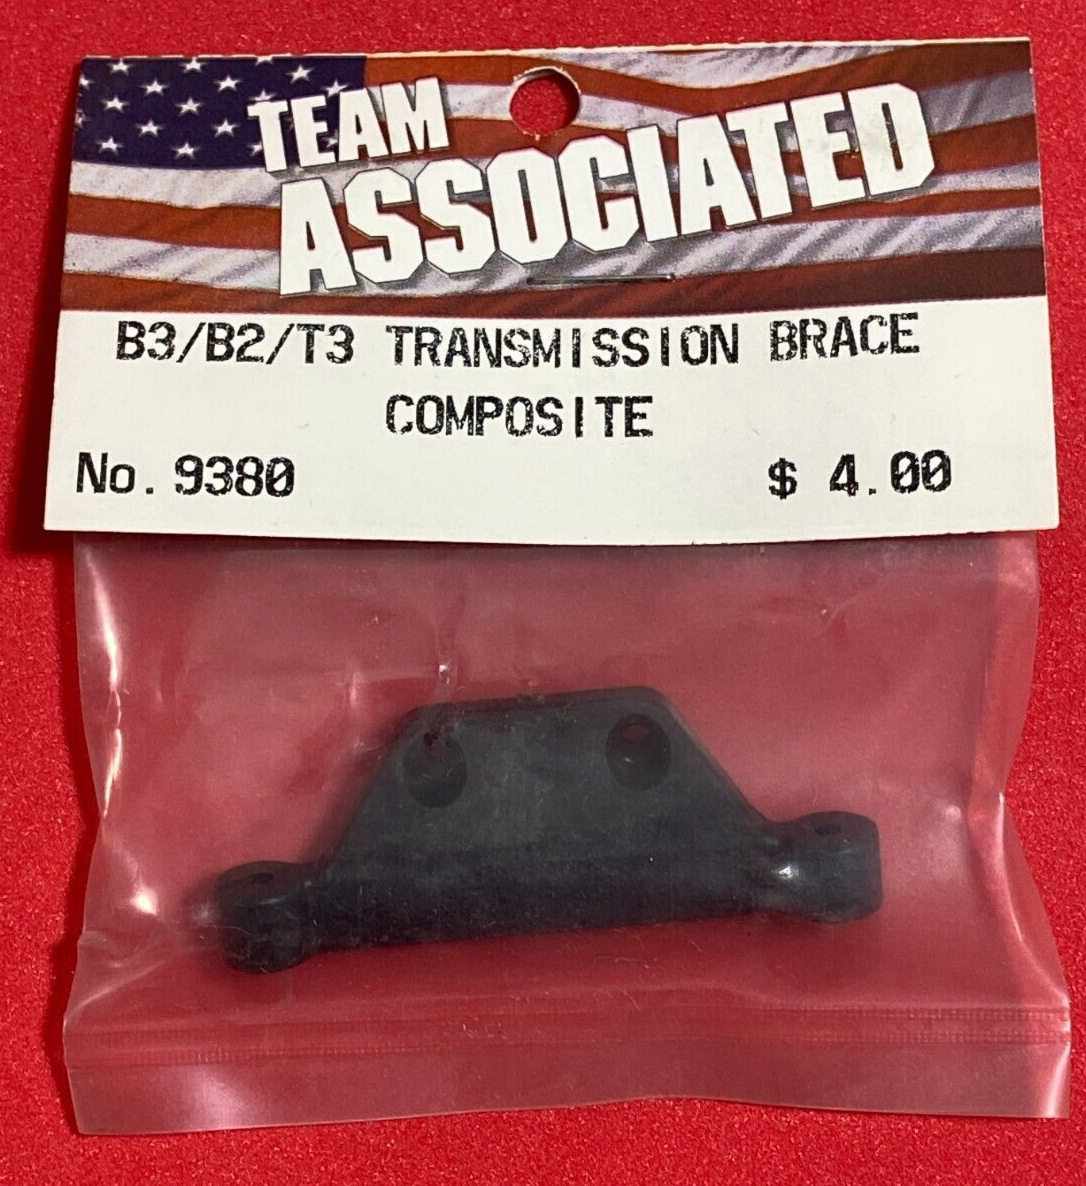 TEAM
ASSOCIATED
B3/B2/T3 TRANSMISSION BRACE
COMPOSITE
No. 9380 $ 4.00